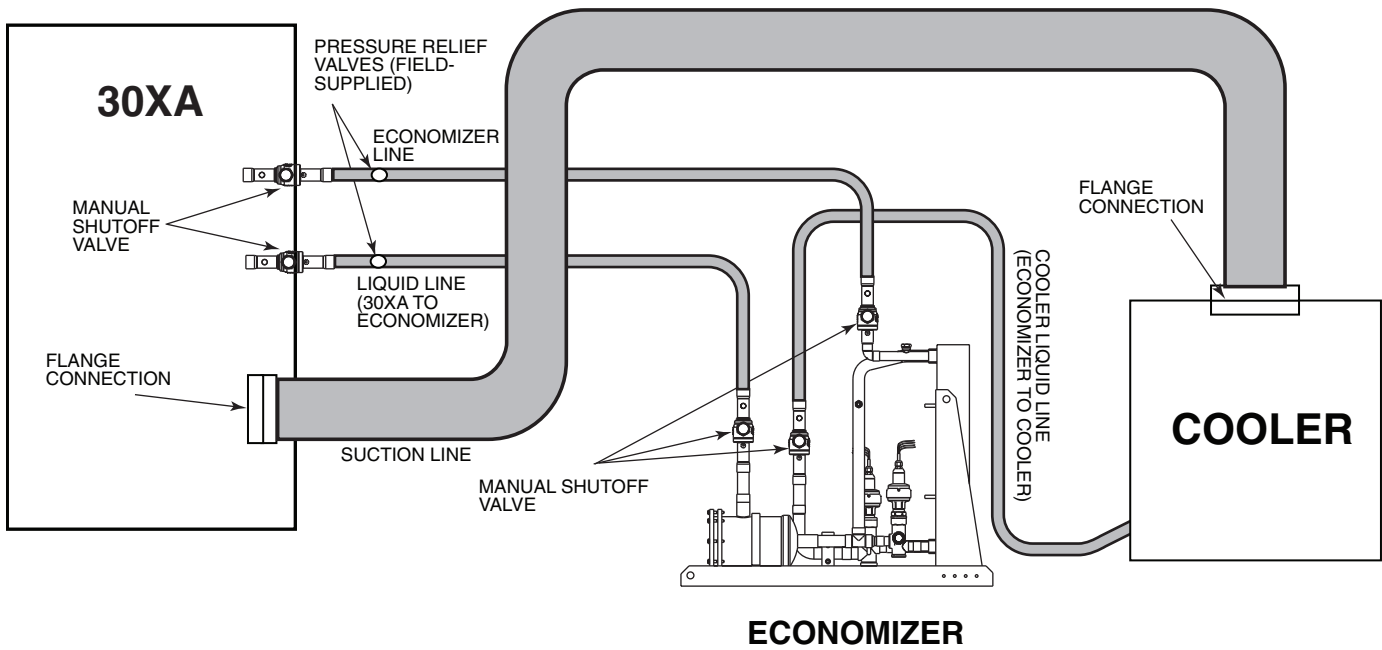 30XA
PRESSURE RELIEF
VALVES (FIELD-
SUPPLIED)
ECONOMIZER
LINE
MANUAL
SHUTOFF
VALVE
LIQUID LINE
(30XA TO
ECONOMIZER)
FLANGE
CONNECTION
SUCTION LINE
MANUAL SHUTOFF
VALVE
FLANGE
CONNECTION
COOLER LIQUID LINE
(ECONOMIZER TO COOLER)
COOLER
ECONOMIZER